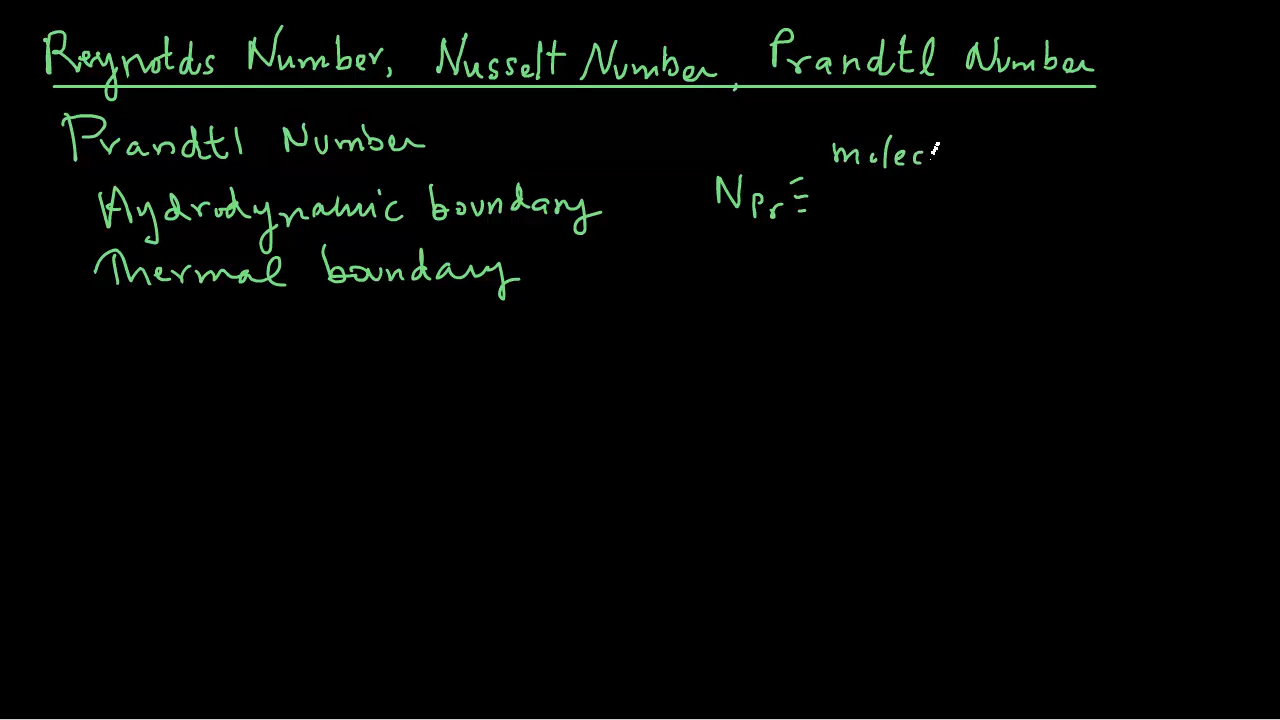 Reynolds Number, Nusselt Number, Prandtl Number
Prandtl Number
Hydrodynamic boundary
Thermal boundary
molec
NPr ≡